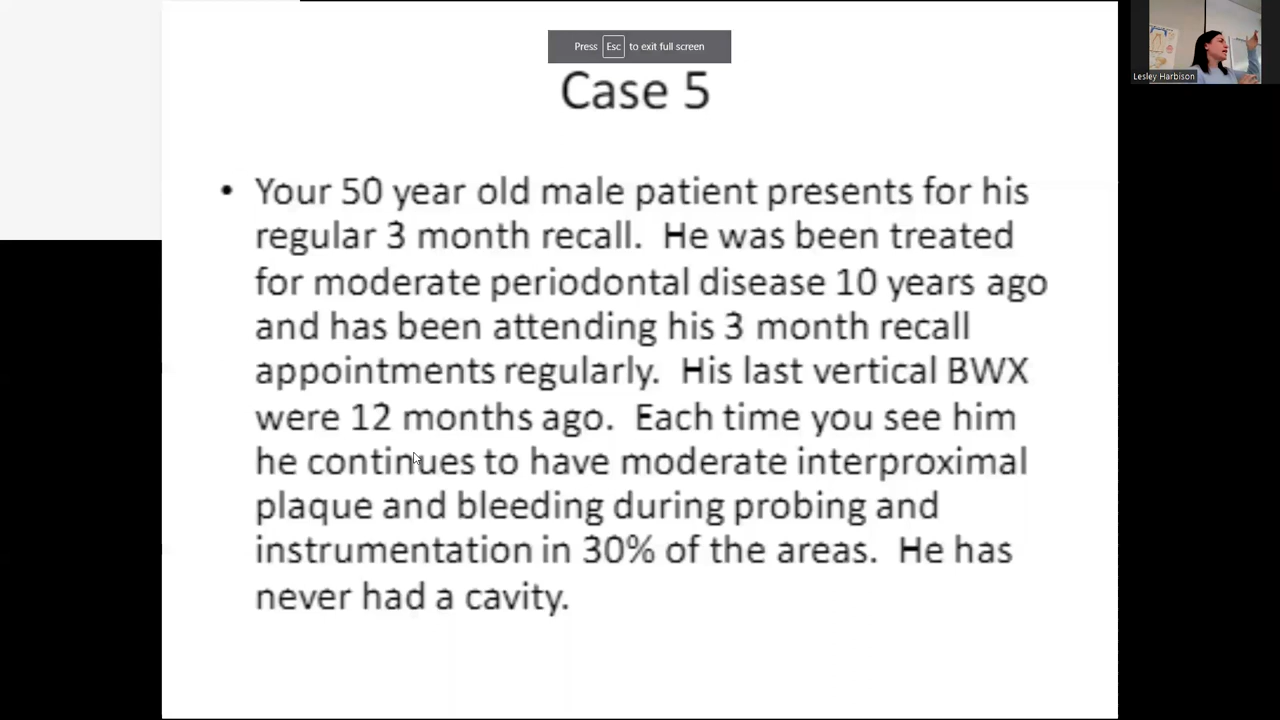 Press Esc to exit full screen
Lesley Harbison
Case 5
• Your 50 year old male patient presents for his
regular 3 month recall. He was been treated
for moderate periodontal disease 10 years ago
and has been attending his 3 month recall
appointments regularly. His last vertical BWX
were 12 months ago. Each time you see him
he continues to have moderate interproximal
plaque and bleeding during probing and
instrumentation in 30% of the areas. He has
never had a cavity.